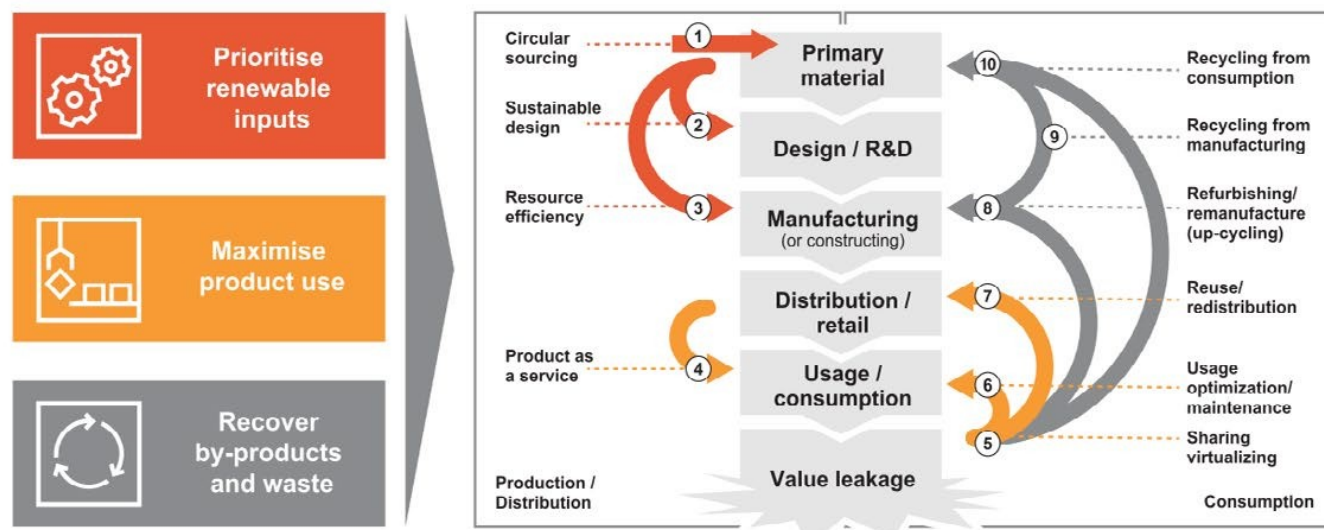 Prioritise
renewable
inputs
Maximise
product use
Recover
by-products
and waste
Circular
sourcing
Sustainable
design
Resource
efficiency
Product as
a service
Production /
Distribution
1
2
3
4
Primary
material
Design / R&D
Manufacturing
(or constructing)
Distribution /
retail
Usage /
consumption
Value leakage
10
9
8
7
6
5
Recycling from
consumption
Recycling from
manufacturing
Refurbishing/
remanufacture
(up-cycling)
Reuse/
redistribution
Usage
optimization/
maintenance
Sharing
virtualizing
Consumption